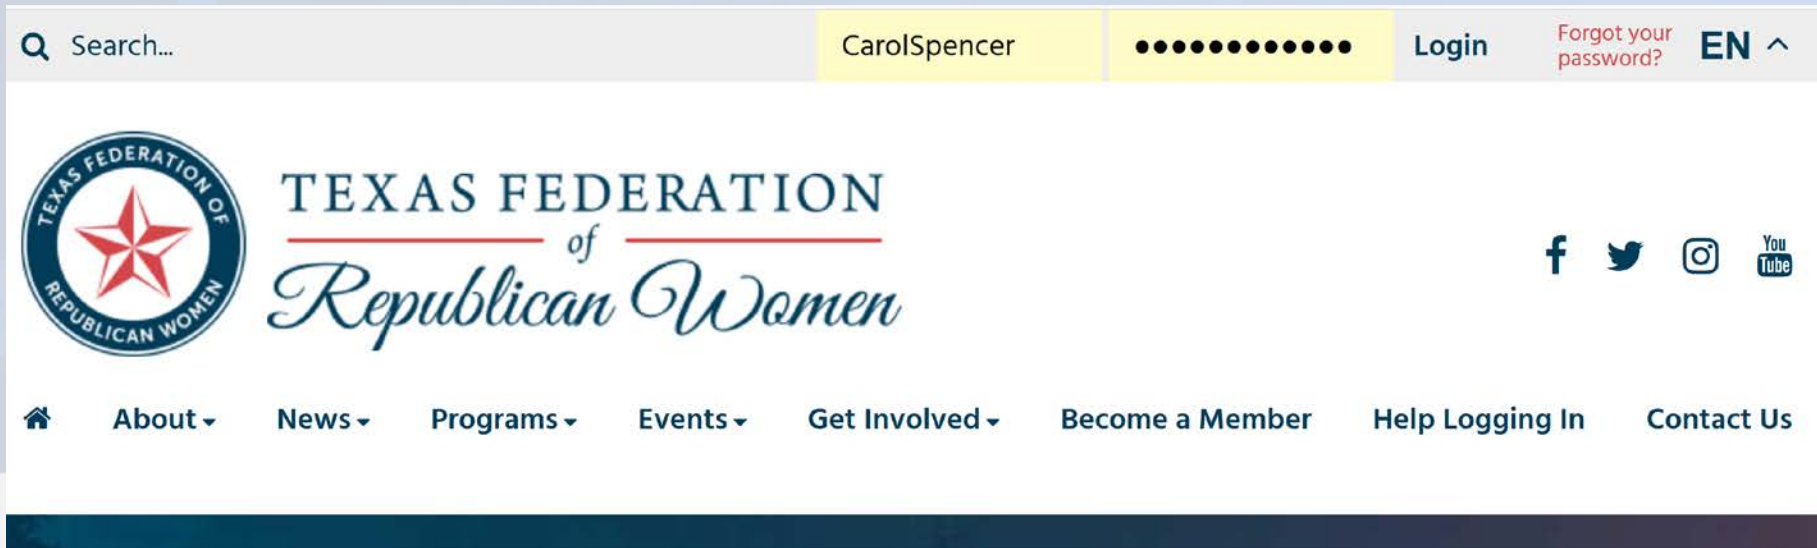 Search...
CarolSpencer
●●●●●●●●●●●●
Login
Forgot your
password?
EN
TEXAS FEDERATION OF
REPUBLICAN WOMEN
TEXAS FEDERATION
of
Republican Women
You
Tube
About
News
Programs
Events
Get Involved
Become a Member
Help Logging In
Contact Us